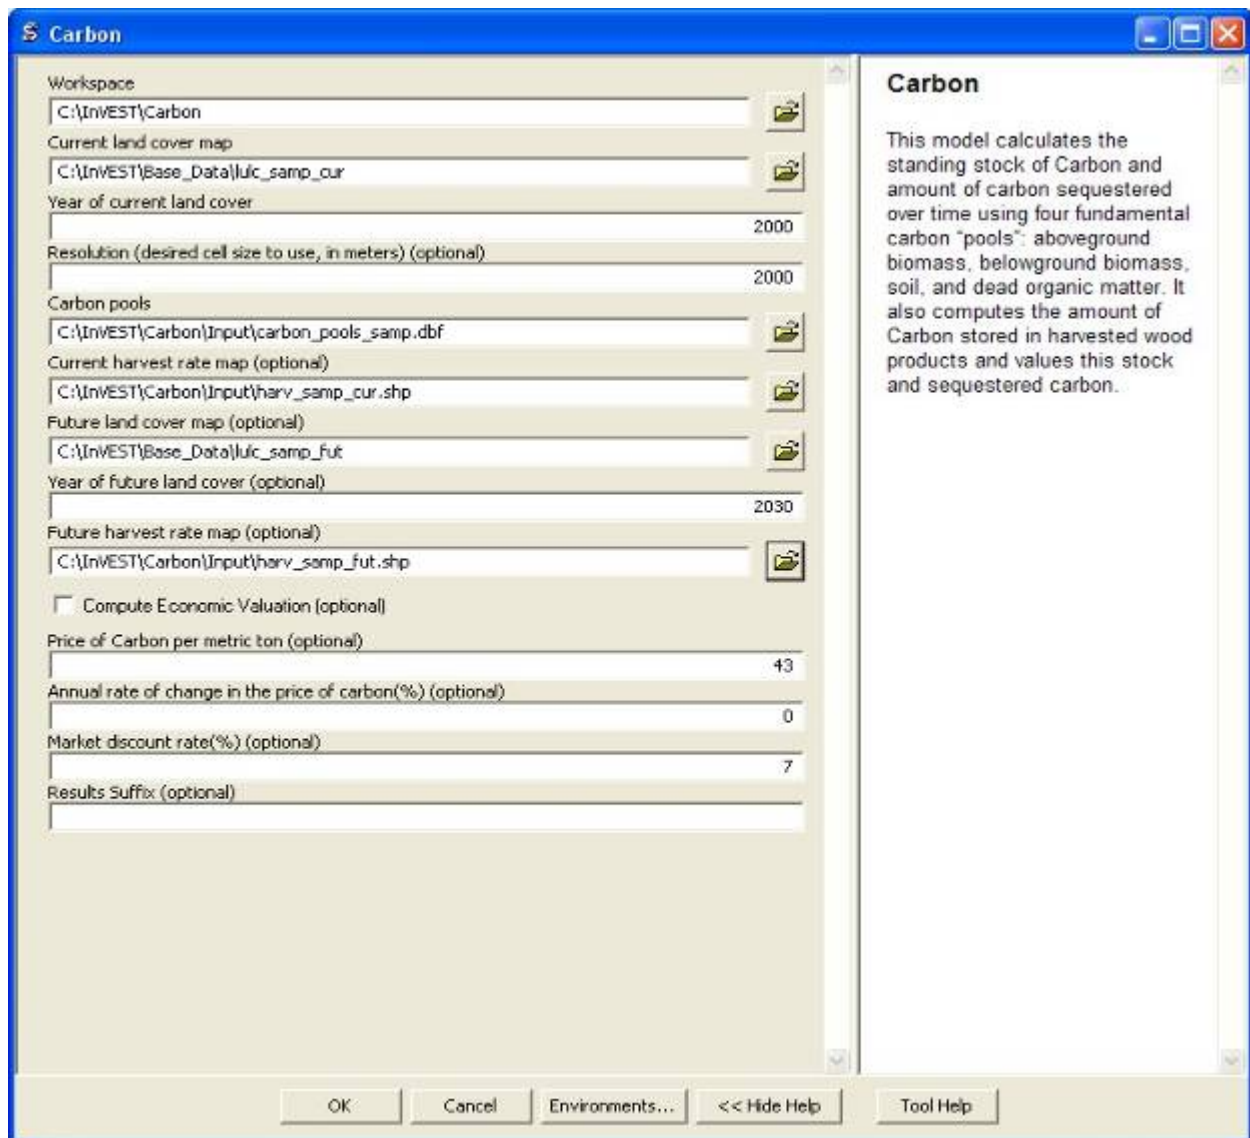 Carbon
Workspace
C:\InVEST\Carbon
Current land cover map
C:\InVEST\Base_Data\lulc_samp_cur
Year of current land cover
2000
Resolution (desired cell size to use, in meters) (optional)
2000
Carbon pools
C:\InVEST\Carbon\Input\carbon_pools_samp.dbf
Current harvest rate map (optional)
C:\InVEST\Carbon\Input\harv_samp_cur.shp
Future land cover map (optional)
C:\InVEST\Base_Data\lulc_samp_fut
Year of future land cover (optional)
2030
Future harvest rate map (optional)
C:\InVEST\Carbon\Input\harv_samp_fut.shp
Compute Economic Valuation (optional)
Price of Carbon per metric ton (optional)
43
Annual rate of change in the price of carbon(%) (optional)
0
Market discount rate(%) (optional)
7
Results Suffix (optional)
Carbon
This model calculates the
standing stock of Carbon and
amount of carbon sequestered
over time using four fundamental
carbon "pools": aboveground
biomass, belowground biomass,
soil, and dead organic matter. It
also computes the amount of
Carbon stored in harvested wood
products and values this stock
and sequestered carbon.
OK
Cancel
Environments...
<< Hide Help
Tool Help